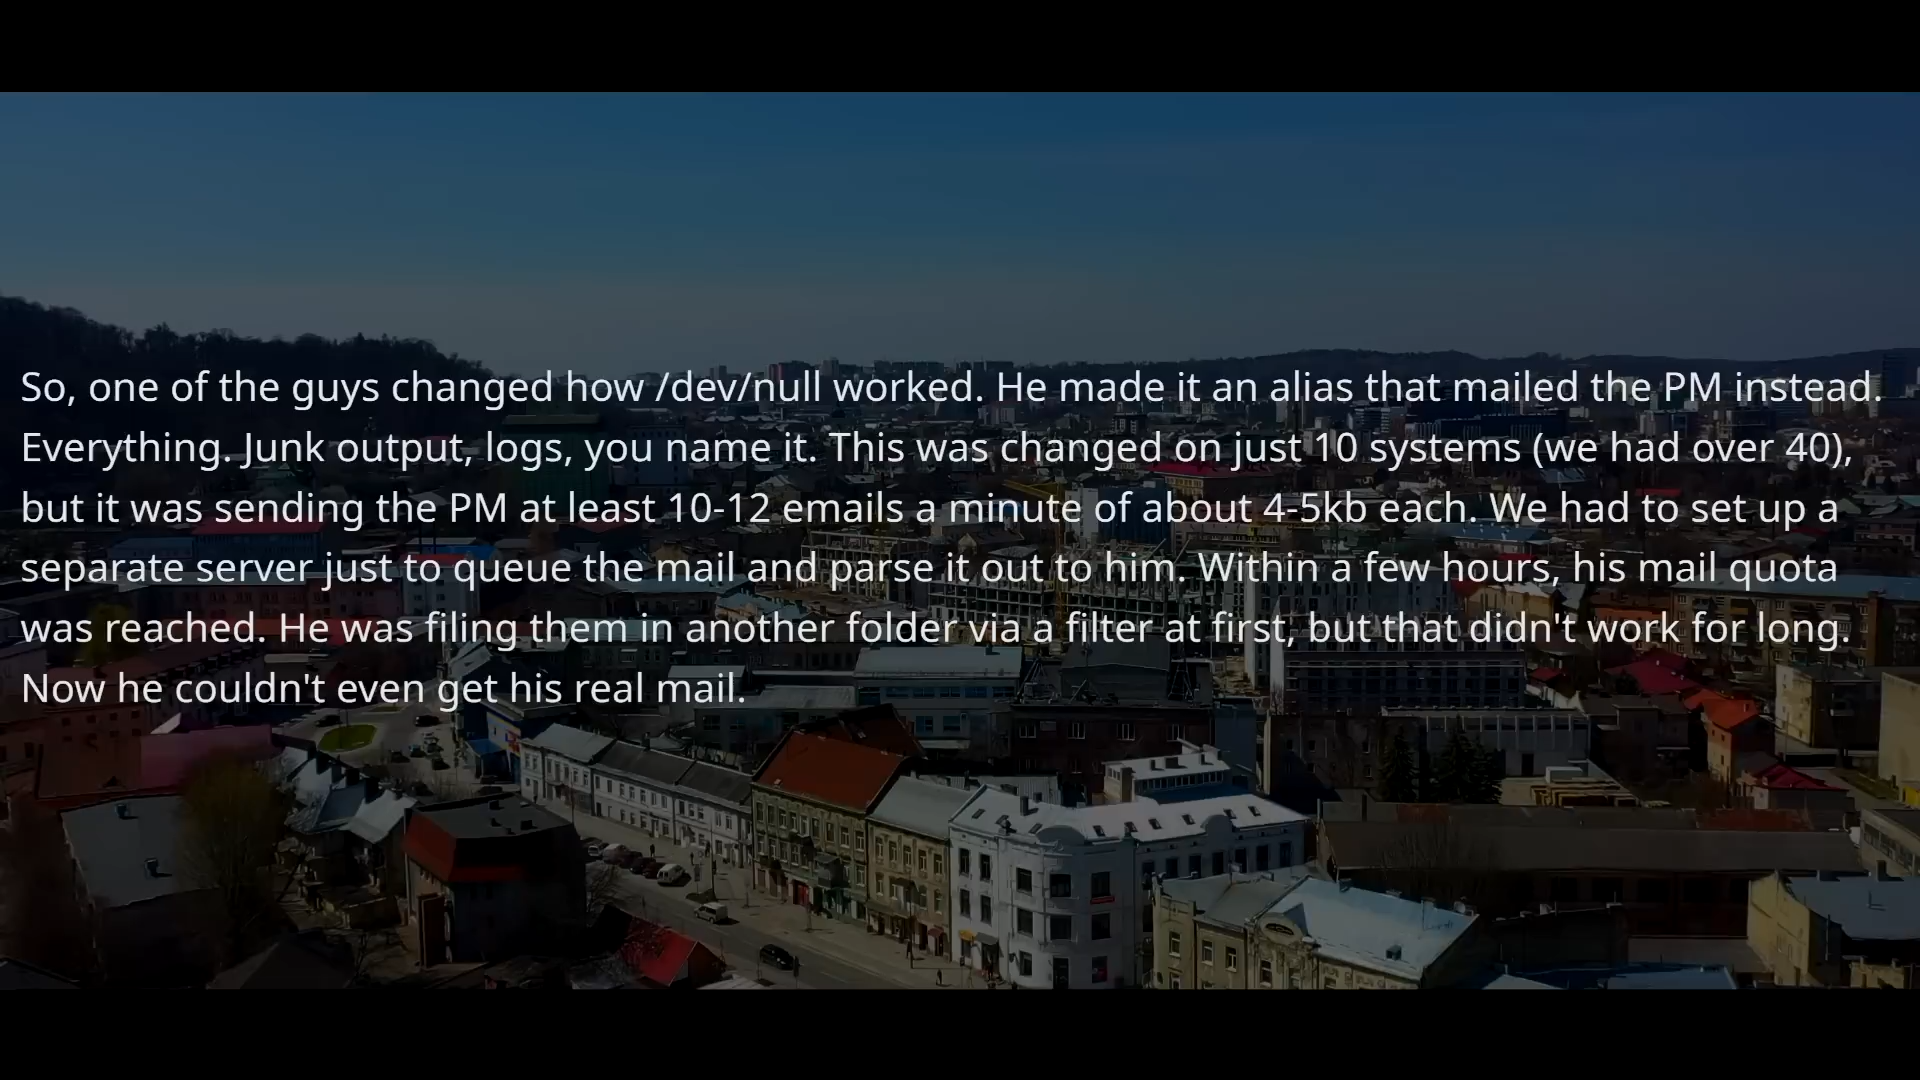 So, one of the guys changed how /dev/null worked. He made it an alias that mailed the PM instead.
Everything. Junk output, logs, you name it. This was changed on just 10 systems (we had over 40),
but it was sending the PM at least 10-12 emails a minute of about 4-5kb each. We had to set up a
separate server just to queue the mail and parse it out to him. Within a few hours, his mail quota
was reached. He was filing them in another folder via a filter at first, but that didn't work for long.
Now he couldn't even get his real mail.